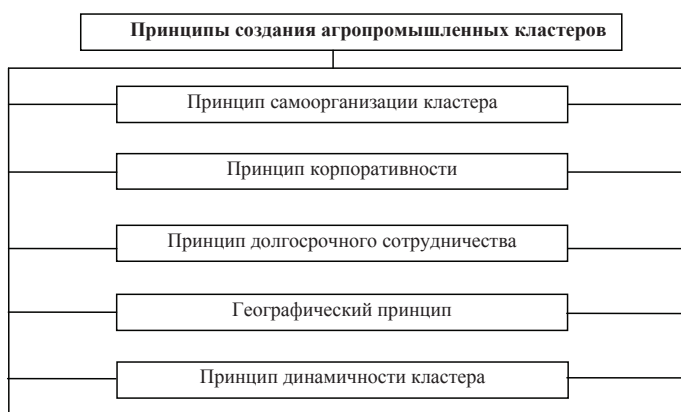 Принципы создания агропромышленных кластеров
Принцип самоорганизации кластера
Принцип корпоративности
Принцип долгосрочного сотрудничества
Географический принцип
Принцип динамичности кластера